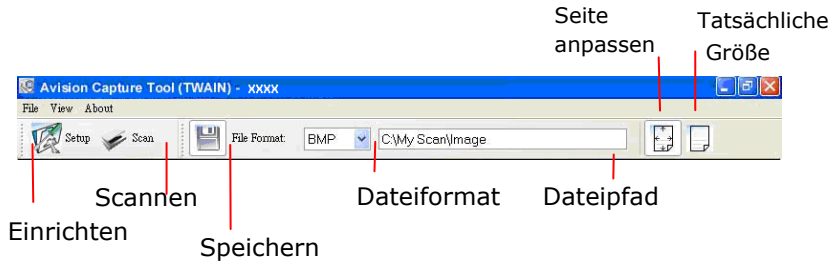 Seite
anpassen
Tatsächliche
Größe
Avision Capture Tool (TWAIN) - xxxx
File View About
Setup Scan File Format: BMP C:\My Scan\Image
Scannen Dateiformat Dateipfad
Einrichten
Speichern